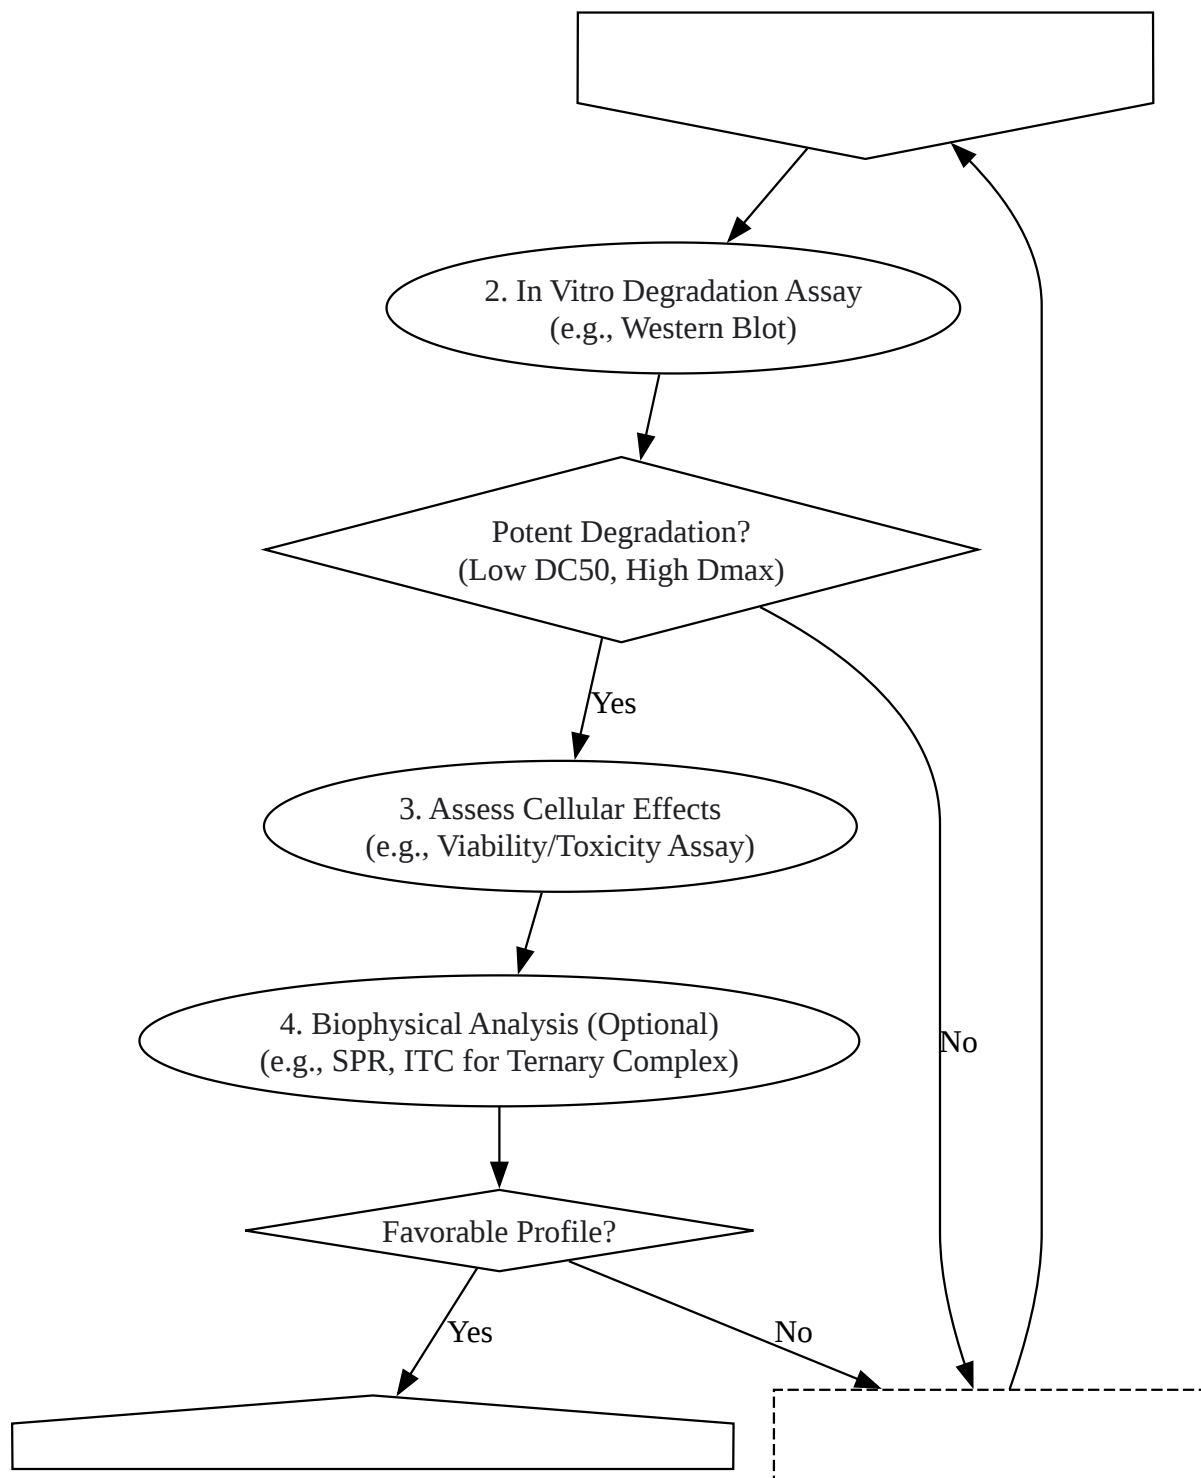 2. In Vitro Degradation Assay
(e.g., Western Blot)
Potent Degradation?
(Low DC50, High Dmax)
Yes
3. Assess Cellular Effects
(e.g., Viability/Toxicity Assay)
4. Biophysical Analysis (Optional)
(e.g., SPR, ITC for Ternary Complex)
No
Favorable Profile?
Yes
No